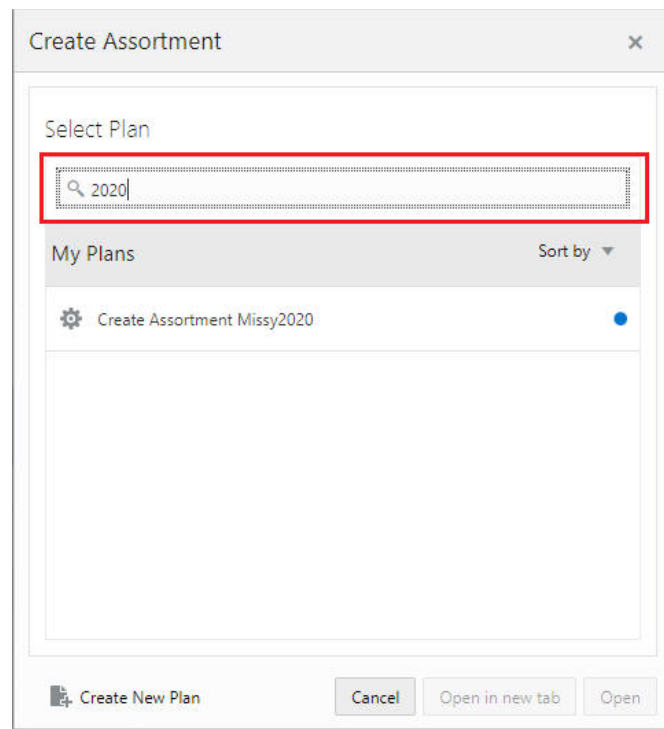 Create Assortment
Select Plan
2020
My Plans Sort by
Create Assortment Missy2020
Create New Plan Cancel Open in new tab Open